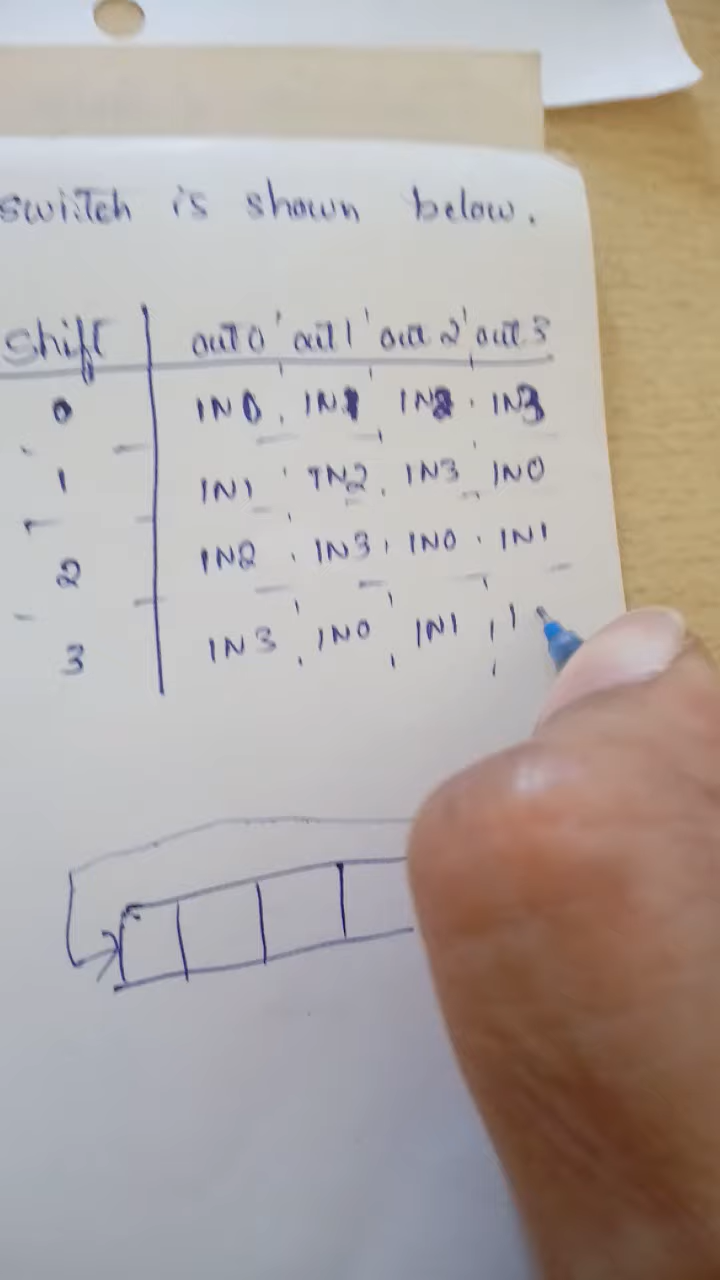 switch is shown below.
Shift out 0 out 1 out 2 out 3
0 IN0 IN1 IN2 IN3
1 IN1 IN2 IN3 IN0
2 IN2 IN3 IN0 IN1
3 IN3 IN0 IN1 I